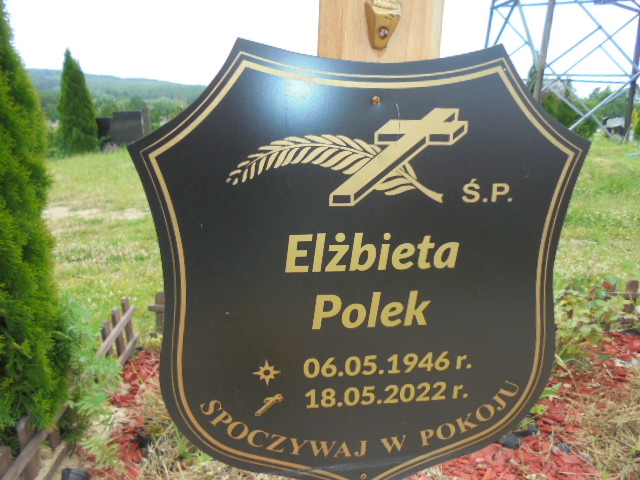 Ś.P.
Elżbieta
Polek
06.05.1946 r.
18.05.2022 r.
SPOCZYWAJ W POKOJU